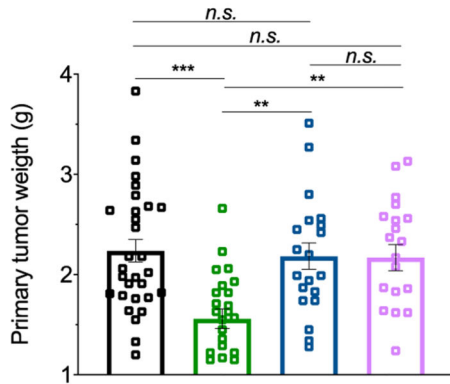 n.s.
n.s.
n.s.
***
**
**
Primary tumor weigth (g)
4
3
2
1